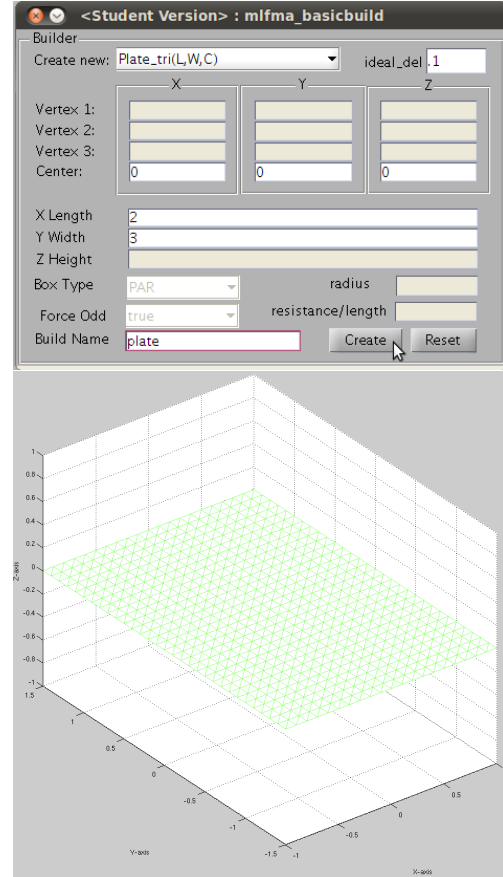 <Student Version> : mlfma_basicbuild
Builder
Create new: Plate_tri(L,W,C) ideal_del .1
X Y Z
Vertex 1:
Vertex 2:
Vertex 3:
Center: 0 0 0
X Length 2
Y Width 3
Z Height
Box Type PAR radius
Force Odd true resistance/length
Build Name plate Create Reset
1
0.8
0.6
0.4
0.2
0
-0.2
-0.4
-0.6
-0.8
-1
Z-axis
1.5
1
0.5
0
-0.5
-1
-1.5
Y-axis
-1
-0.5
0
0.5
X-axis